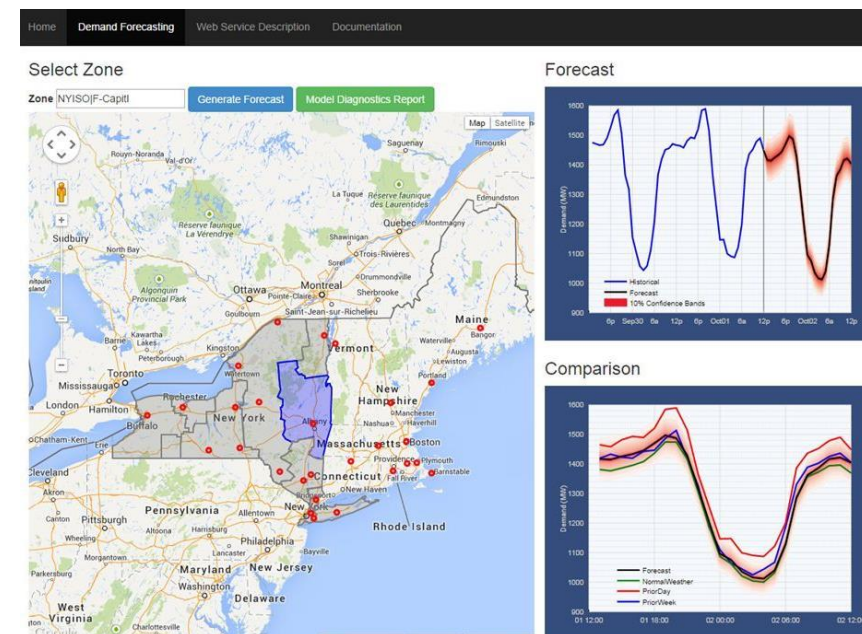 Home Demand Forecasting Web Service Description Documentation
Select Zone
Zone NYISO|F-Capitl Generate Forecast Model Diagnostics Report
Map Satellite
Saguenay
Rimouski
Rouyn-Noranda
Val-d'Or
La Tuque
Réserve faunique
des Laurentides
Edmundston
Réserve faunique
La Vérendrye
Quebec
Montmagny
Sudbury
Shawinigan
North Bay
Trois-Rivières
Sorel
Drummondville
Algonquin
Provincial Park
Ottawa
Montreal
Pointe-Claire
Sherbrooke
Goulbourn
Saint-Jean-sur-Richelieu
Maine
Bangor
Barrie
Kawartha
Lakes
Kingston
Vermont
Waterville
Augusta
Peterborough
Lewiston
Toronto
Watertown
Portland
Mississauga
New
Hampshire
London
Hamilton
Rochester
Manchester
Buffalo
New York
Albany
Nashua
Haverhill
Chatham-Kent
Erie
Massachusetts
Boston
Providence
Plymouth
Cleveland
Connecticut
Fall River
Barnstable
Akron
New Haven
Bridgeport
Canton
Pittsburgh
Pennsylvania
Allentown
New York
Altoona
Harrisburg
Rhode Island
Wheeling
Philadelphia
Lancaster
Morgantown
Bayville
Parkersburg
Maryland
New Jersey
Washington
Delaware
West
Virginia
Charlottesville
Forecast
1600
1500
1400
1300
1200
1100
1000
900
Demand (MW)
Historical
Forecast
10% Confidence Bands
6p Sep30 6a 12p 6p Oct01 6a 12p 6p Oct02 6a 12p
Comparison
1600
1500
1400
1300
1200
1100
1000
900
Demand (MW)
Forecast
NormalWeather
PriorDay
PriorWeek
01 12:00 01 18:00 02 00:00 02 06:00 02 12:0